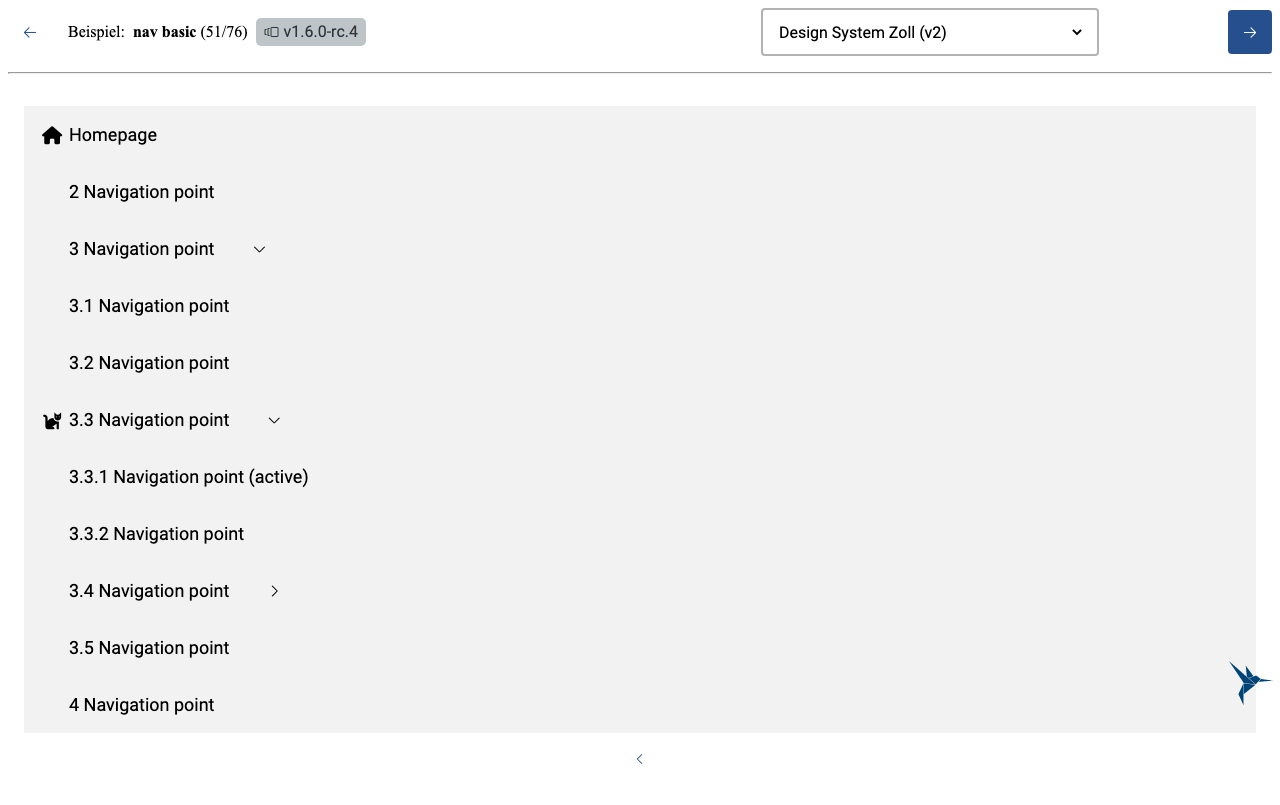 Beispiel: nav basic (51/76) v1.6.0-rc.4 Design System Zoll (v2)
Homepage
2 Navigation point
3 Navigation point
3.1 Navigation point
3.2 Navigation point
3.3 Navigation point
3.3.1 Navigation point (active)
3.3.2 Navigation point
3.4 Navigation point
3.5 Navigation point
4 Navigation point